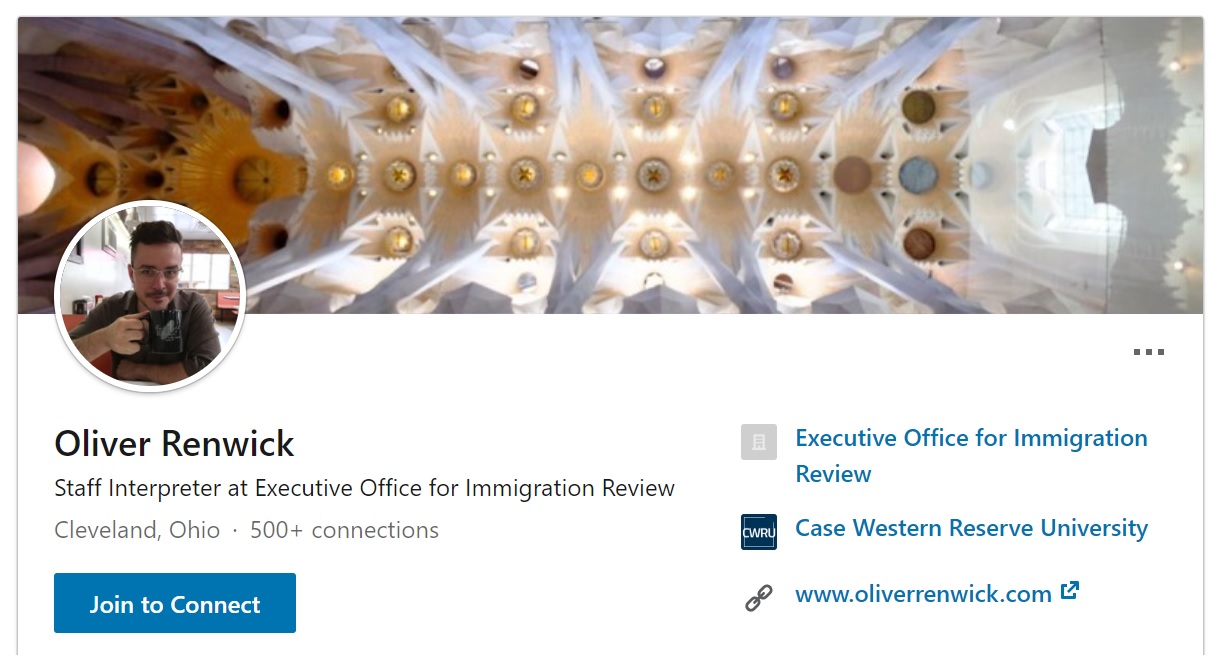 Oliver Renwick
Staff Interpreter at Executive Office for Immigration Review
Cleveland, Ohio · 500+ connections
Join to Connect
Executive Office for Immigration
Review
CWRU
Case Western Reserve University
www.oliverrenwick.com